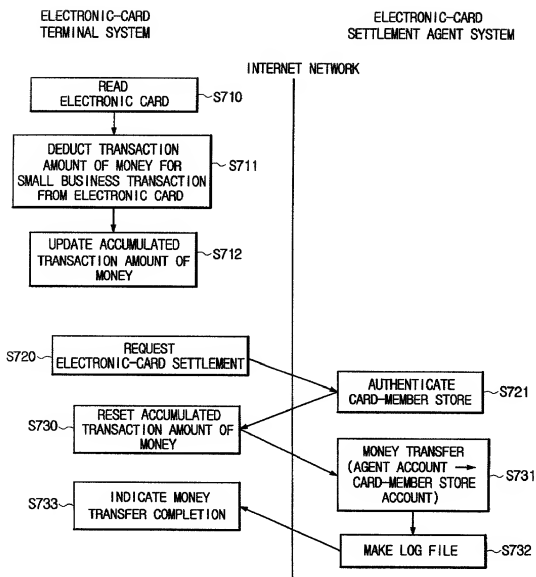 ELECTRONIC-CARD
TERMINAL SYSTEM
ELECTRONIC-CARD
SETTLEMENT AGENT SYSTEM
INTERNET NETWORK
READ
ELECTRONIC CARD
S710
DEDUCT TRANSACTION
AMOUNT OF MONEY FOR
SMALL BUSINESS TRANSACTION
FROM ELECTRONIC CARD
S711
UPDATE ACCUMULATED
TRANSACTION AMOUNT OF
MONEY
S712
S720
REQUEST
ELECTRONIC-CARD SETTLEMENT
AUTHENTICATE
CARD-MEMBER STORE
S721
S730
RESET ACCUMULATED
TRANSACTION AMOUNT OF
MONEY
MONEY TRANSFER
(AGENT ACCOUNT →
CARD-MEMBER STORE
ACCOUNT)
S731
S733
INDICATE MONEY
TRANSFER COMPLETION
MAKE LOG FILE
S732